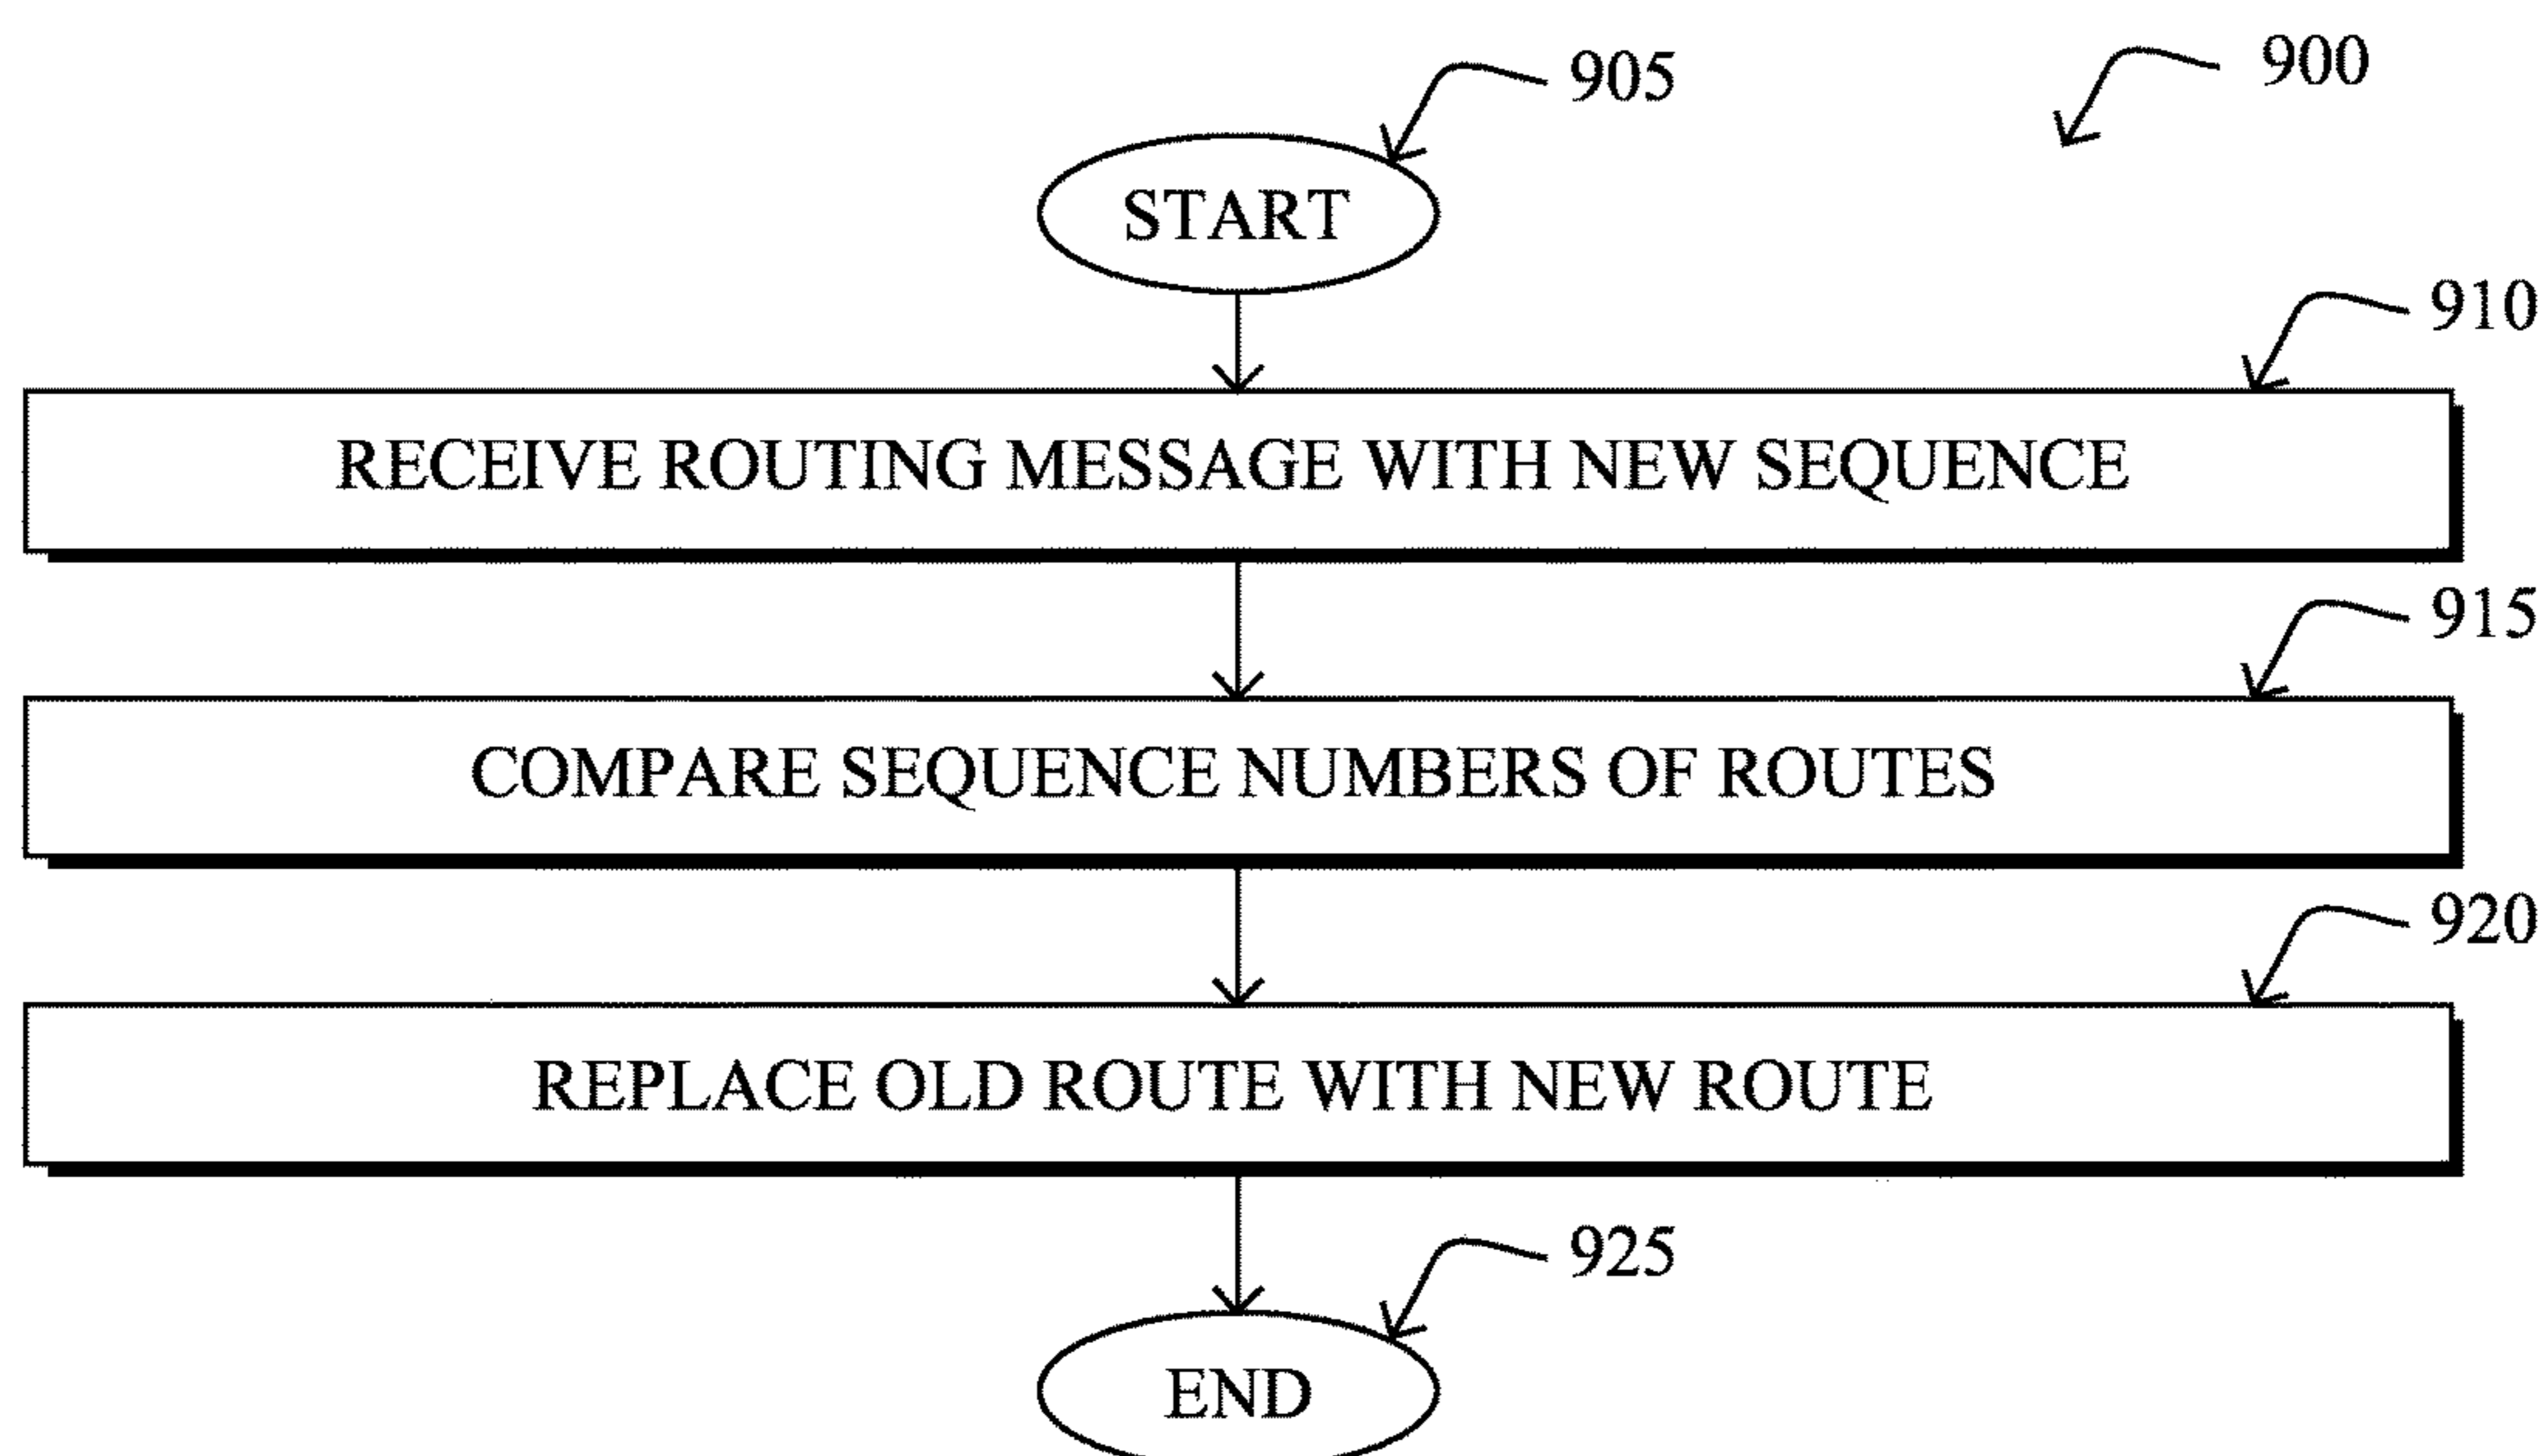 900
905
START
910
RECEIVE ROUTING MESSAGE WITH NEW SEQUENCE
915
COMPARE SEQUENCE NUMBERS OF ROUTES
920
REPLACE OLD ROUTE WITH NEW ROUTE
925
END